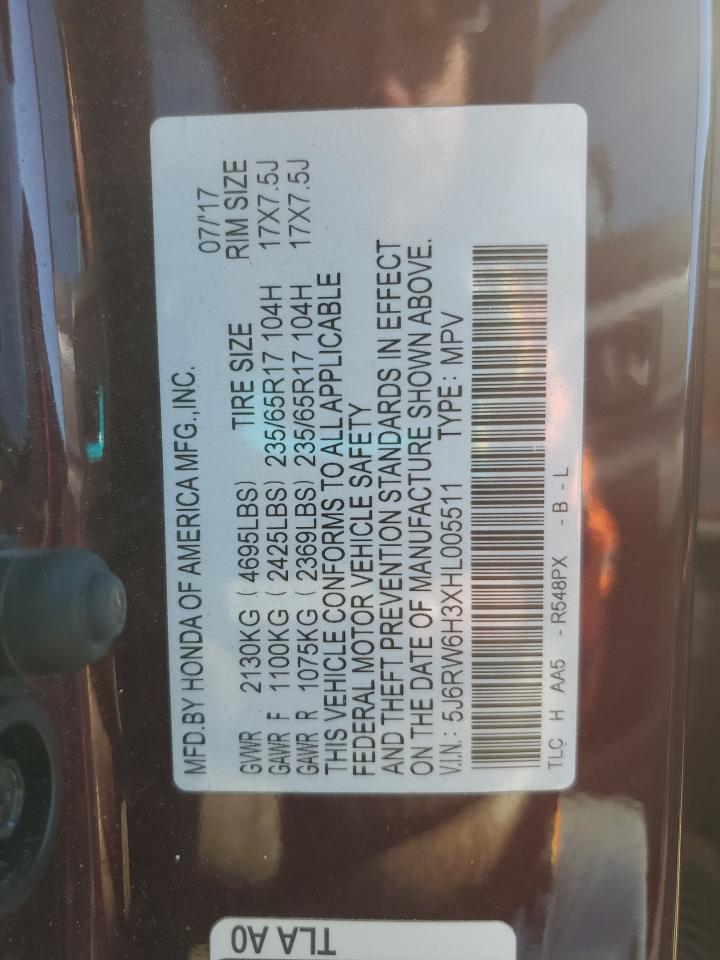 MFD.BY HONDA OF AMERICA MFG.,INC. 07/'17
GVWR 2130KG ( 4695LBS) TIRE SIZE RIM SIZE
GAWR F 1100KG ( 2425LBS) 235/65R17 104H 17X7.5J
GAWR R 1075KG ( 2369LBS) 235/65R17 104H 17X7.5J
THIS VEHICLE CONFORMS TO ALL APPLICABLE
FEDERAL MOTOR VEHICLE SAFETY
AND THEFT PREVENTION STANDARDS IN EFFECT
ON THE DATE OF MANUFACTURE SHOWN ABOVE.
V.I.N.: 5J6RW6H3XHL005511 TYPE: MPV
TLC H AA5 - R548PX - B - L
TLA A0